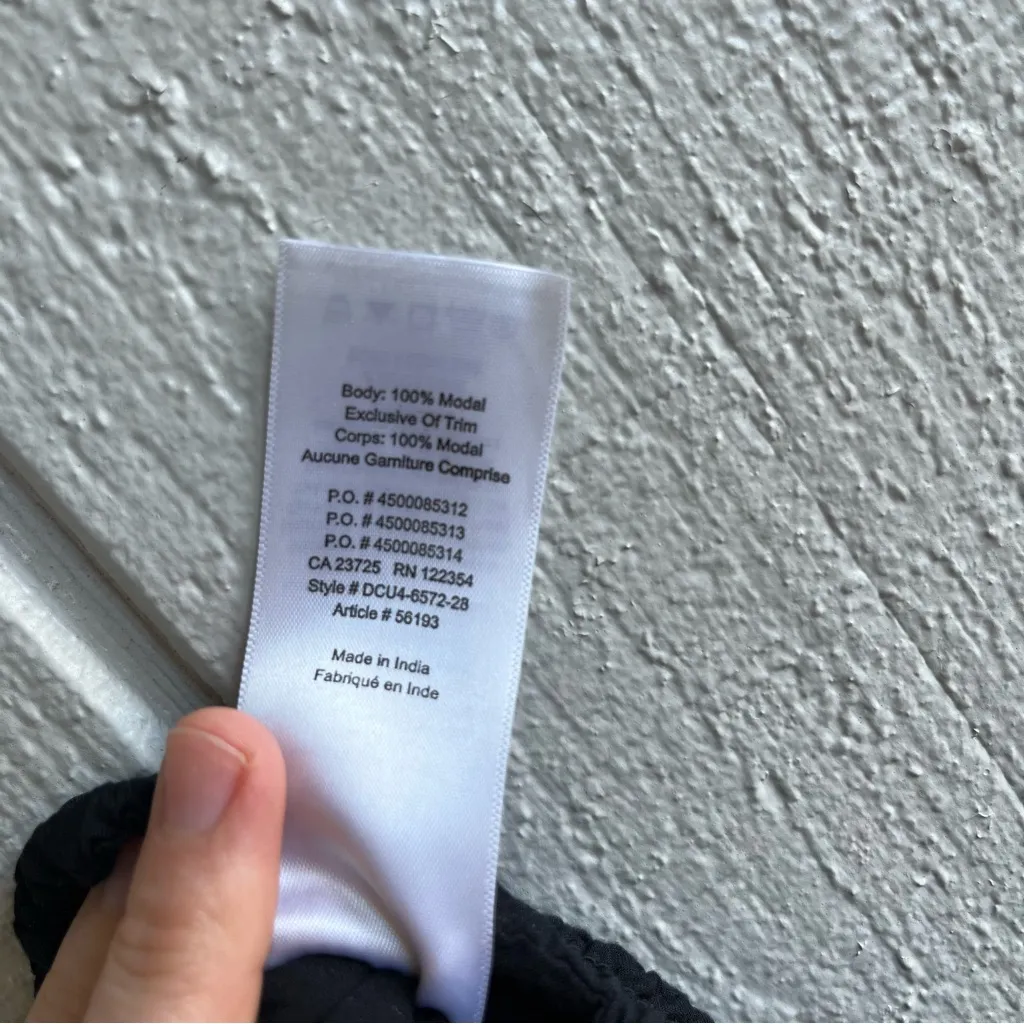 Body: 100% Modal
Exclusive Of Trim
Corps: 100% Modal
Aucune Garniture Comprise
P.O. # 4500085312
P.O. # 4500085313
P.O. # 4500085314
CA 23725 RN 122354
Style # DCU4-6572-28
Article # 56193
Made in India
Fabriqué en Inde